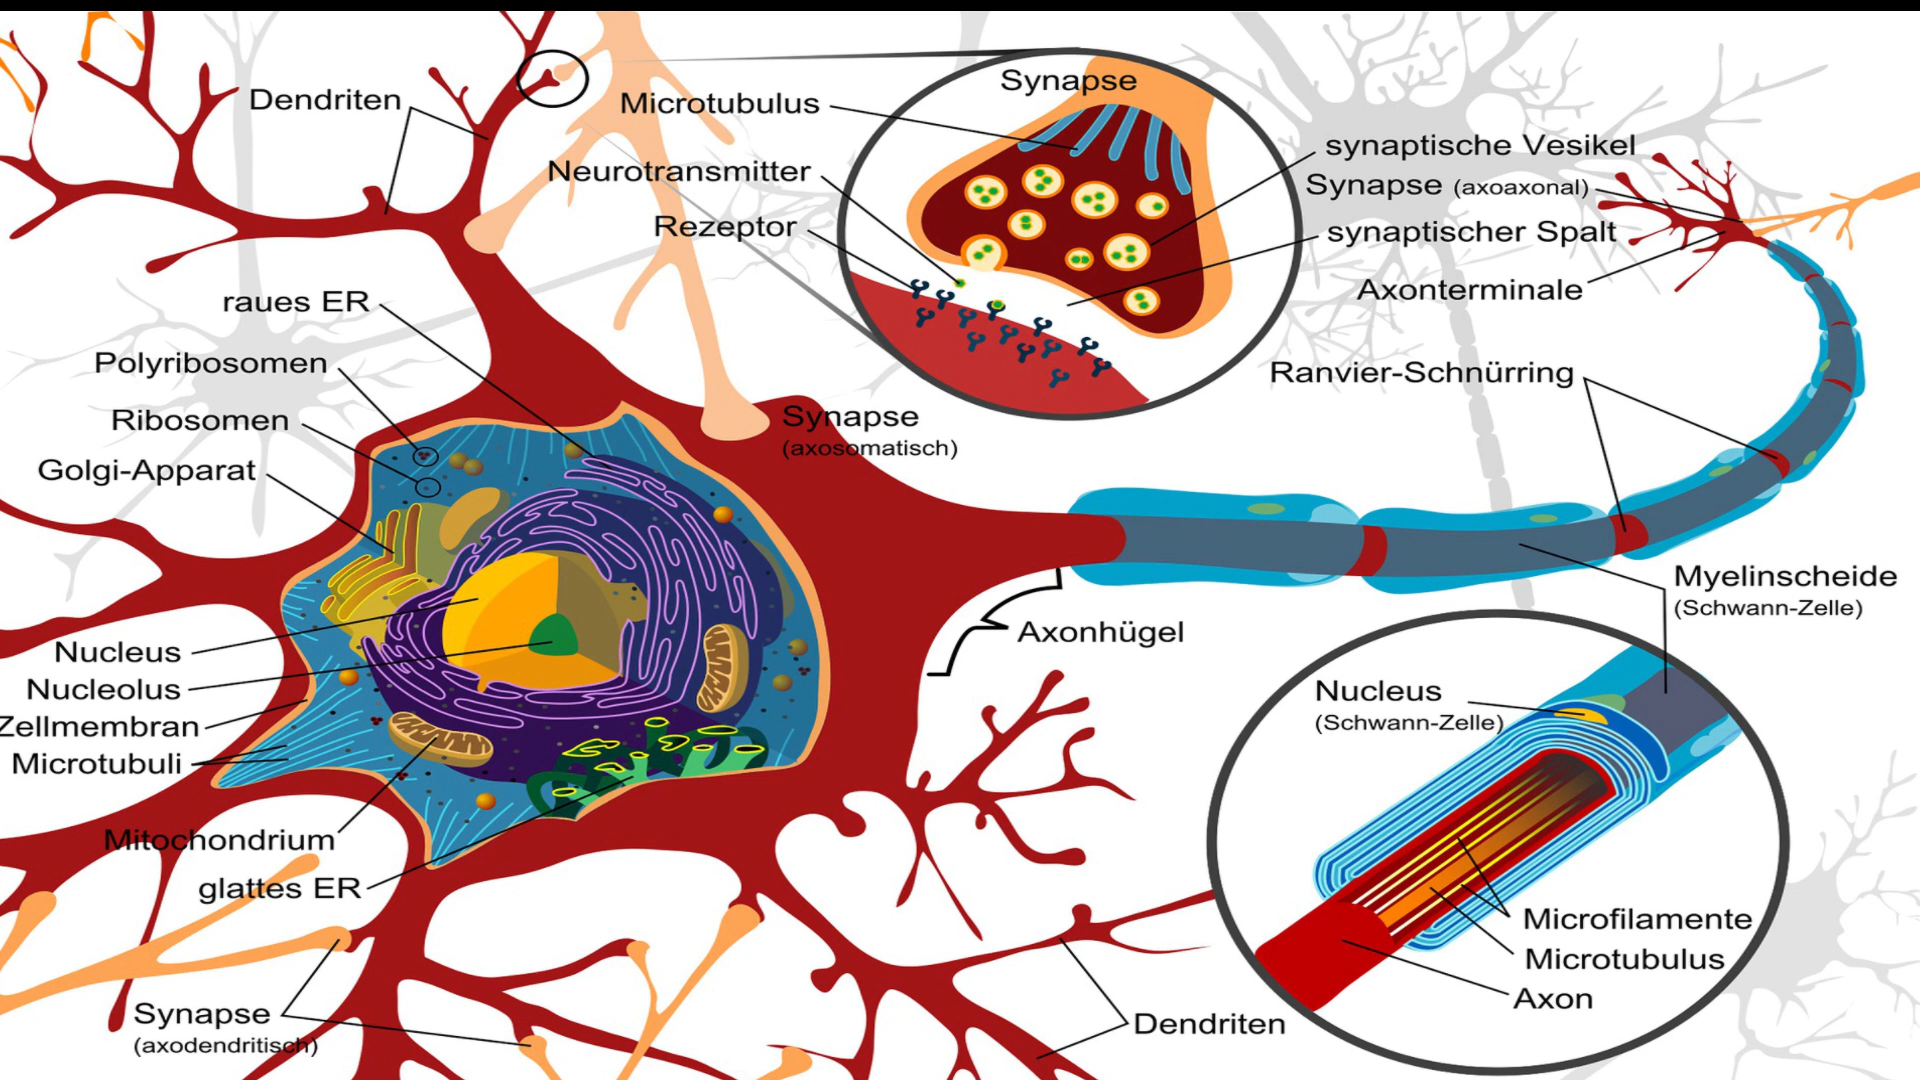 Dendriten
Synapse
Microtubulus
Neurotransmitter
Rezeptor
synaptische Vesikel
Synapse (axoaxonal)
synaptischer Spalt
Axonterminale
raues ER
Polyribosomen
Ribosomen
Golgi-Apparat
Synapse
(axosomatisch)
Ranvier-Schnürring
Myelinscheide
(Schwann-Zelle)
Axonhügel
Nucleus
Nucleolus
Zellmembran
Microtubuli
Mitochondrium
glattes ER
Nucleus
(Schwann-Zelle)
Microfilamente
Microtubulus
Axon
Synapse
(axodendritisch)
Dendriten